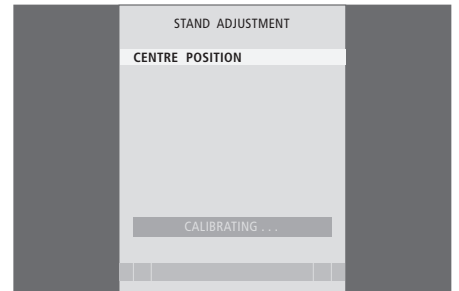 STAND ADJUSTMENT
CENTRE POSITION
CALIBRATING . . .